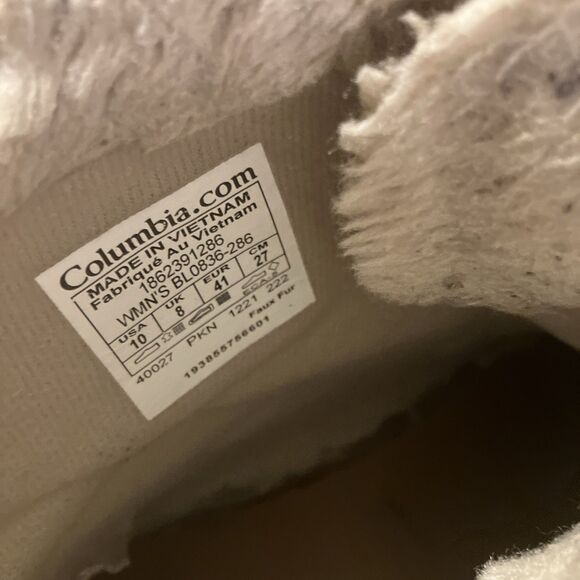 Columbia.com
MADE IN VIETNAM
Fabriqué Au Vietnam
1862391286
WMN'S BL0836-286
USA UK EUR CM
10 8 41 27
40027 PKN 1221 222
Faux Fur
193855756601